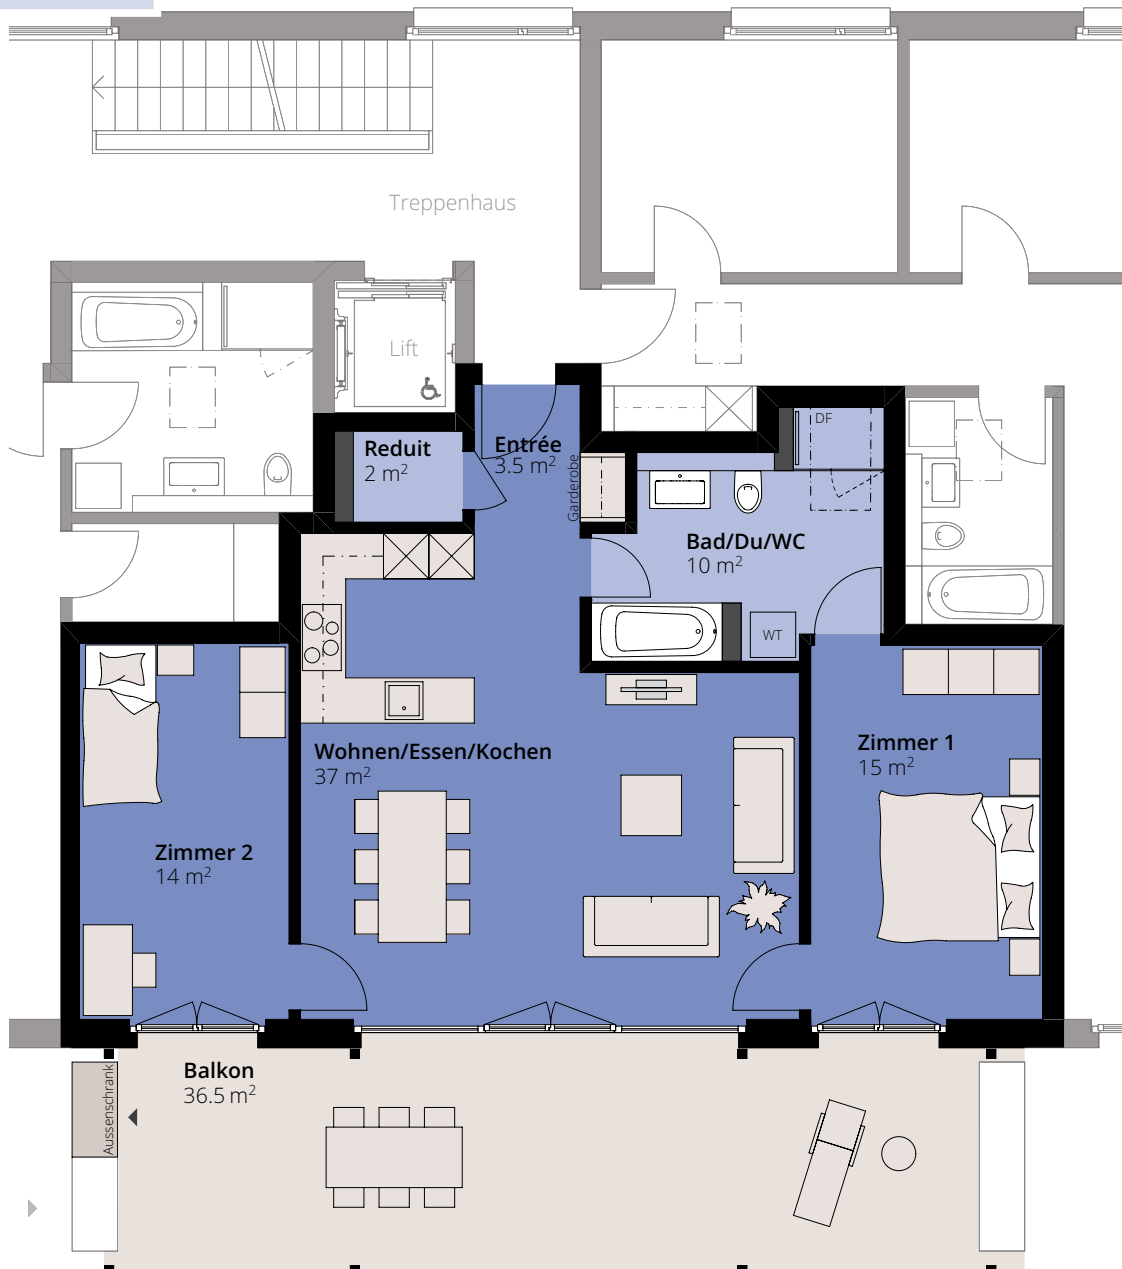 Treppenhaus
Lift
DF
Reduit
2 m²
Entrée
3.5 m²
Garderobe
Bad/Du/WC
10 m²
WT
Wohnen/Essen/Kochen
37 m²
Zimmer 1
15 m²
Zimmer 2
14 m²
Balkon
36.5 m²
Aussenschrank